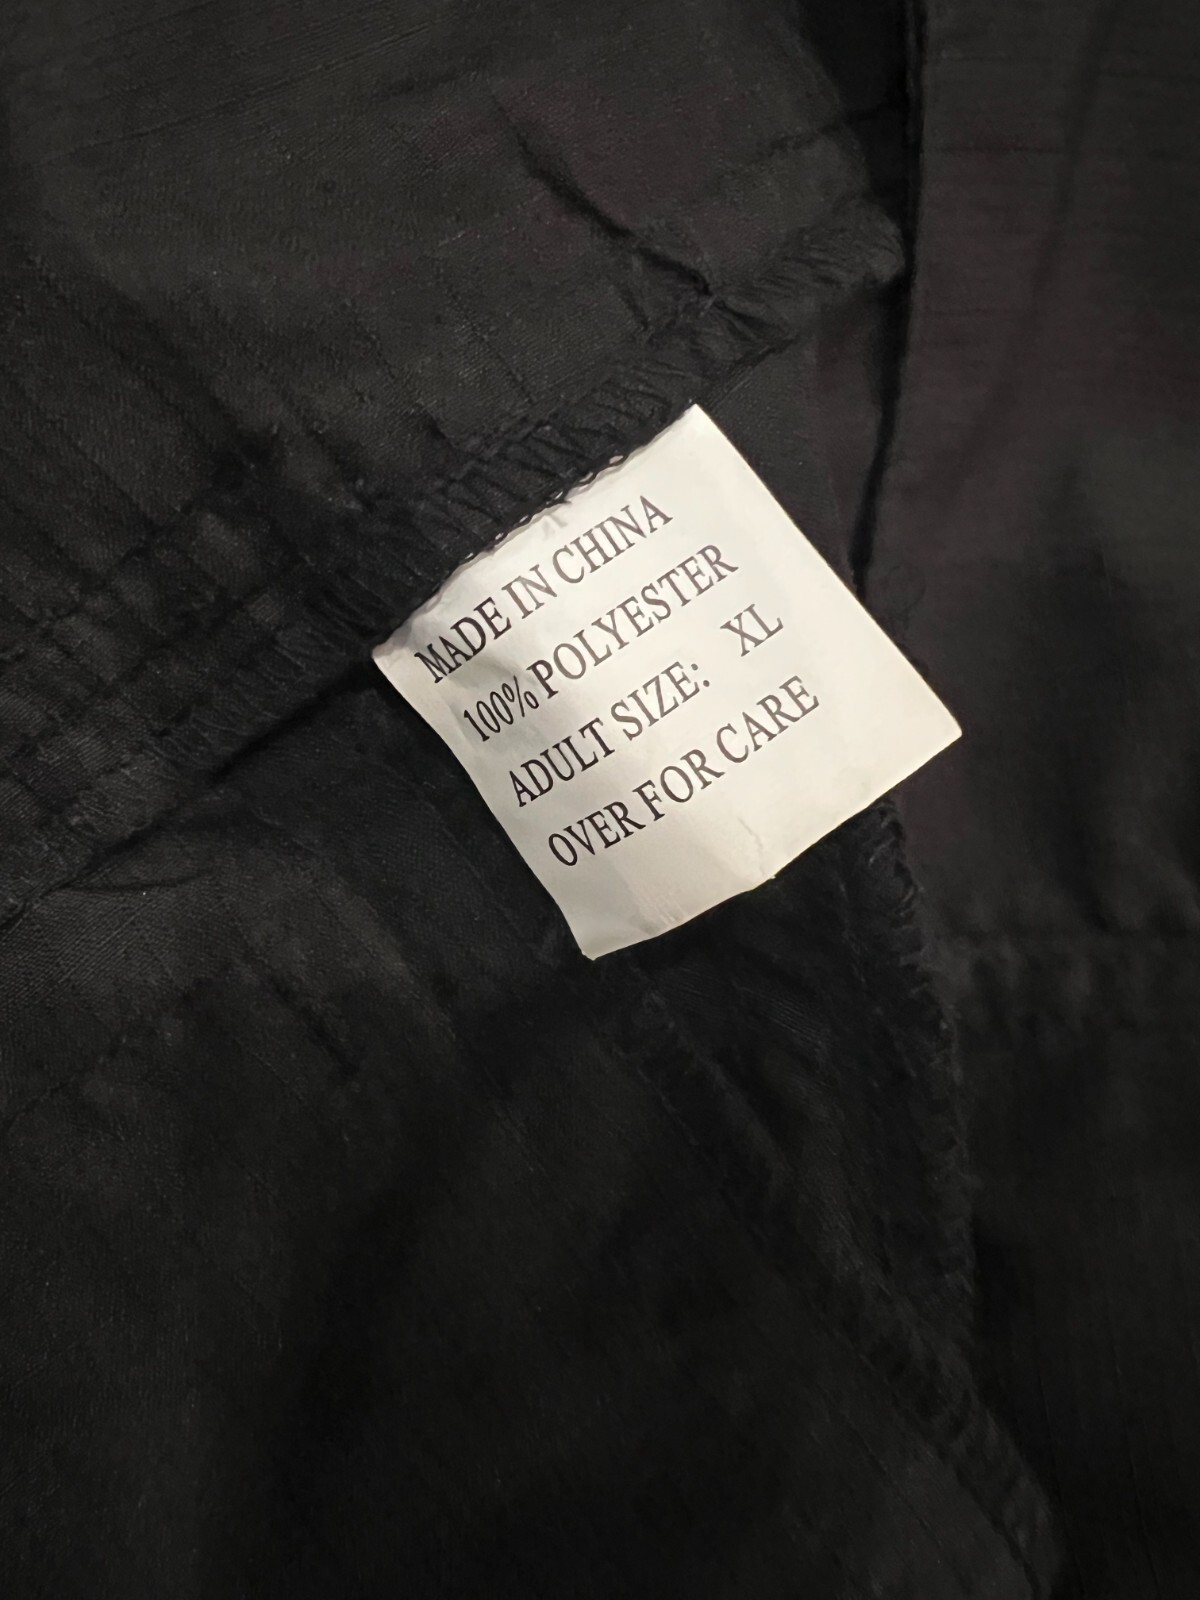 MADE IN CHINA
100% POLYESTER
ADULT SIZE: XL
OVER FOR CARE